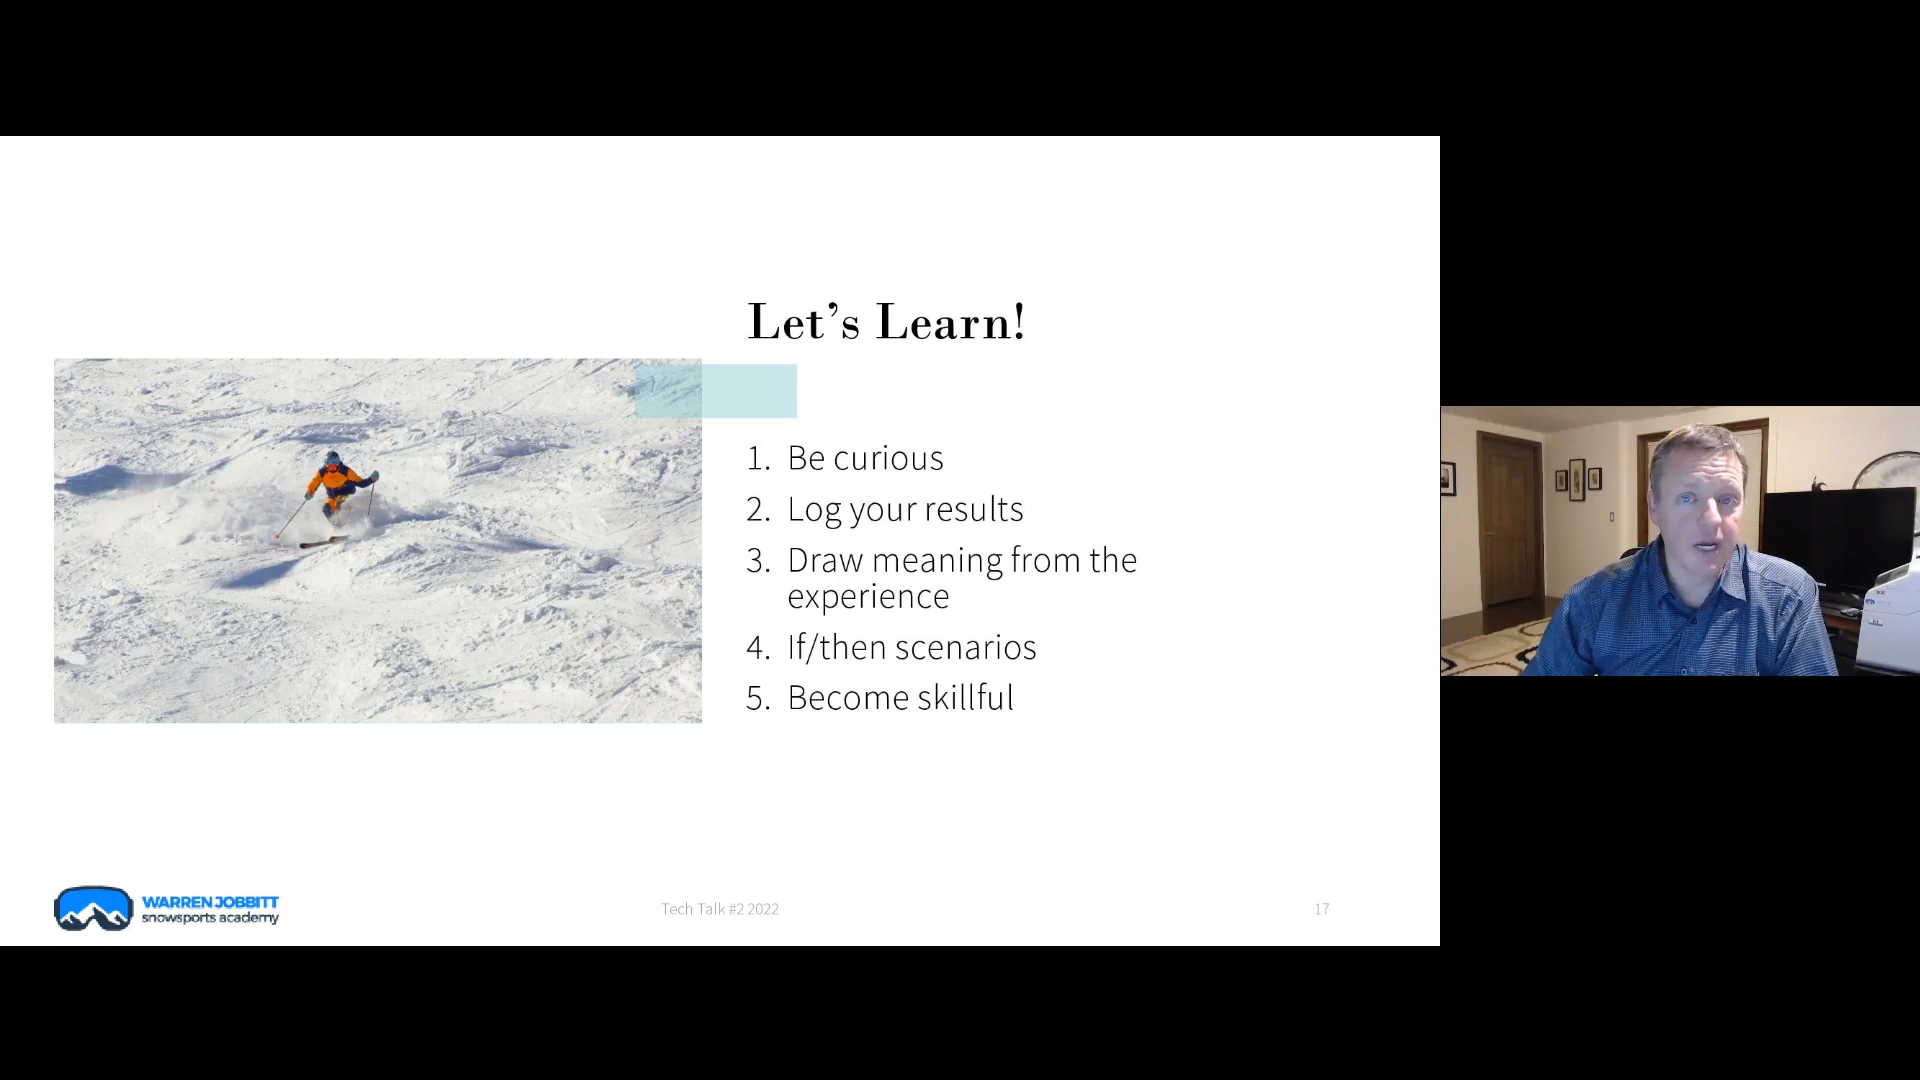 Let’s Learn!
1. Be curious
2. Log your results
3. Draw meaning from the
experience
4. If/then scenarios
5. Become skillful
WARREN JOBBITT
snowsports academy
Tech Talk #2 2022
17